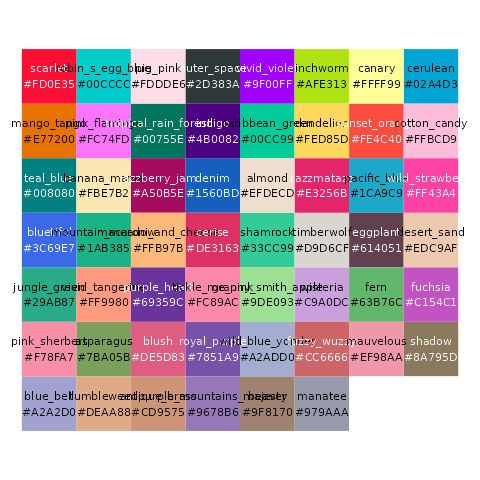 scarlet robin_s_egg_blue pig_pink outer_space vivid_violet inchworm canary cerulean
#FD0E35 #00CCCC #FDDDE6 #2D383A #9F00FF #AFE313 #FFFF99 #02A4D3
mango_tango pink_flamingo tropical_rain_forest indigo caribbean_green dandelion sunset_orange cotton_candy
#E77200 #FC74FD #00755E #4B0082 #00CC99 #FED85D #FE4C40 #FFBCD9
teal_blue banana_mania jazzberry_jam denim almond razzmatazz pacific_blue wild_strawberry
#008080 #FBE7B2 #A50B5E #1560BD #EFDECD #E3256B #1CA9C9 #FF43A4
bluetiful mountain_meadow macaroni_and_cheese cerise shamrock timberwolf eggplant desert_sand
#3C69E7 #1AB385 #FFB97B #DE3163 #33CC99 #D9D6CF #614051 #EDC9AF
jungle_green vivid_tangerine purple_heart tickle_me_pink granny_smith_apple wisteria fern fuchsia
#29AB87 #FF9980 #69359C #FC89AC #9DE093 #C9A0DC #63B76C #C154C1
pink_sherbert asparagus blush royal_purple wild_blue_yonder fuzzy_wuzzy mauvelous shadow
#F78FA7 #7BA05B #DE5D83 #7851A9 #A2ADD0 #CC6666 #EF98AA #8A795D
blue_bell tumbleweed antique_brass purple_mountains_majesty beaver manatee
#A2A2D0 #DEAA88 #CD9575 #9678B6 #9F8170 #979AAA